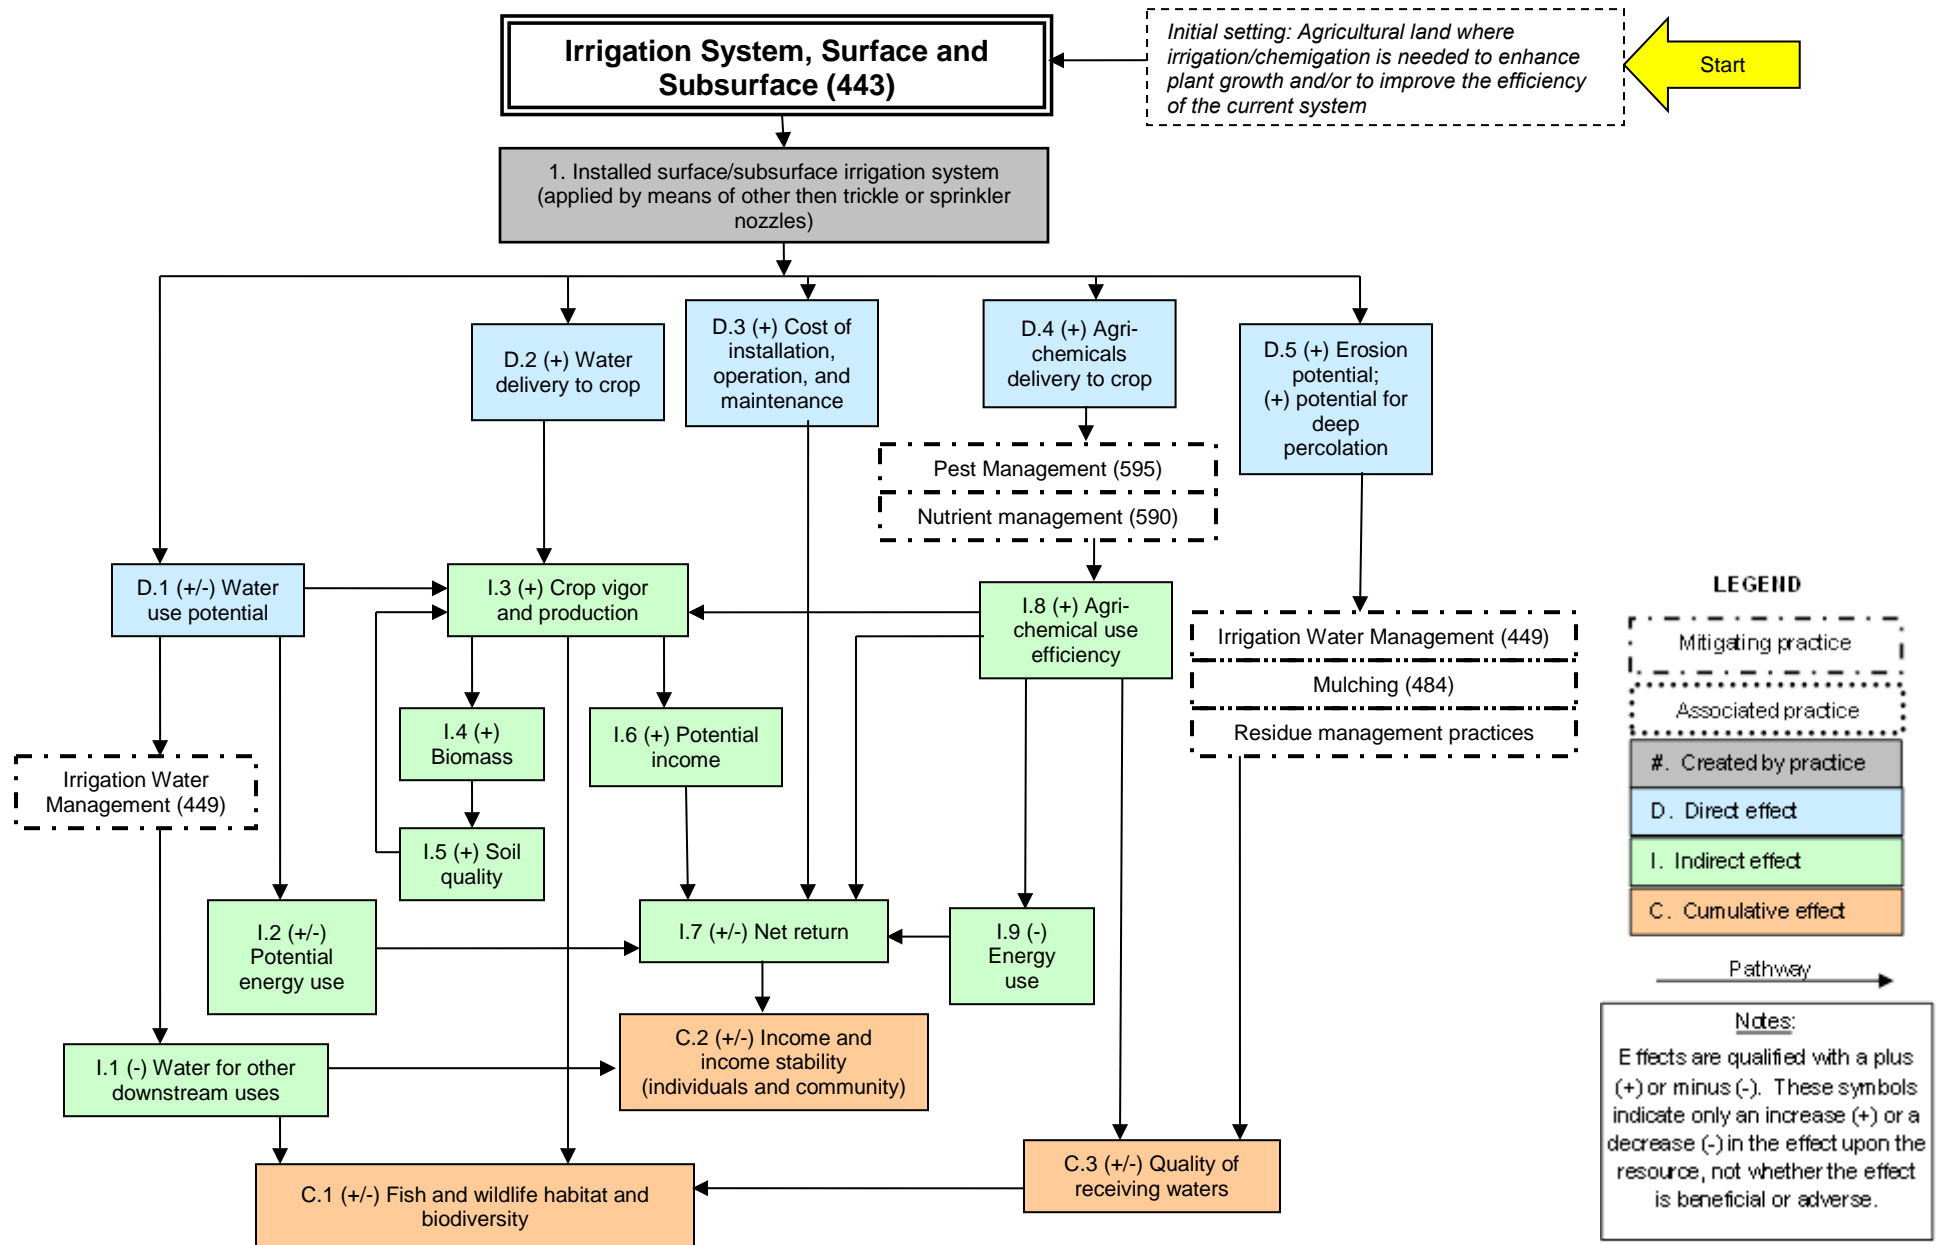 Irrigation System, Surface and
Subsurface (443)
Initial setting: Agricultural land where
irrigation/chemigation is needed to enhance
plant growth and/or to improve the efficiency
of the current system
Start
1. Installed surface/subsurface irrigation system
(applied by means of other then trickle or sprinkler
nozzles)
D.2 (+) Water
delivery to crop
D.3 (+) Cost of
installation,
operation, and
maintenance
D.4 (+) Agri-
chemicals
delivery to crop
D.5 (+) Erosion
potential;
(+) potential for
deep
percolation
Pest Management (595)
Nutrient management (590)
D.1 (+/-) Water
use potential
I.3 (+) Crop vigor
and production
I.8 (+) Agri-
chemical use
efficiency
Irrigation Water Management (449)
Mulching (484)
Residue management practices
I.4 (+)
Biomass
I.6 (+) Potential
income
Irrigation Water
Management (449)
I.5 (+) Soil
quality
I.2 (+/-)
Potential
energy use
I.7 (+/-) Net return
I.9 (-)
Energy
use
I.1 (-) Water for other
downstream uses
C.2 (+/-) Income and
income stability
(individuals and community)
C.1 (+/-) Fish and wildlife habitat and
biodiversity
C.3 (+/-) Quality of
receiving waters
LEGEND
Mitigating practice
Associated practice
#. Created by practice
D. Direct effect
I. Indirect effect
C. Cumulative effect
Pathway
Notes:
Effects are qualified with a plus
(+) or minus (-). These symbols
indicate only an increase (+) or a
decrease (-) in the effect upon the
resource, not whether the effect
is beneficial or adverse.